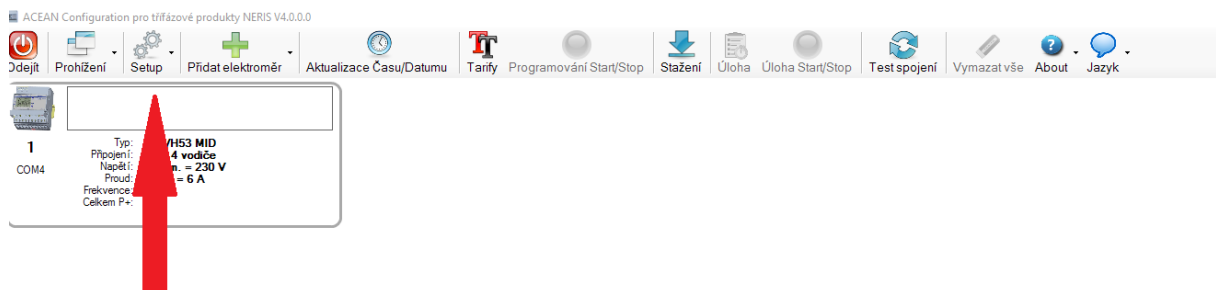 ACEAN Configuration pro třífázové produkty NERIS V4.0.0.0
Odejít Prohížení Setup Přidat elektroměr Aktualizace Času/Datumu Tarify Programování Start/Stop Stažení Úloha Úloha Start/Stop Test spojení Vymazat vše About Jazyk
1
COM4
Typ: VH53 MID
Připojení: 4 vodiče
Napětí: = 230 V
Proud: = 6 A
Frekvence:
Celkem P+: